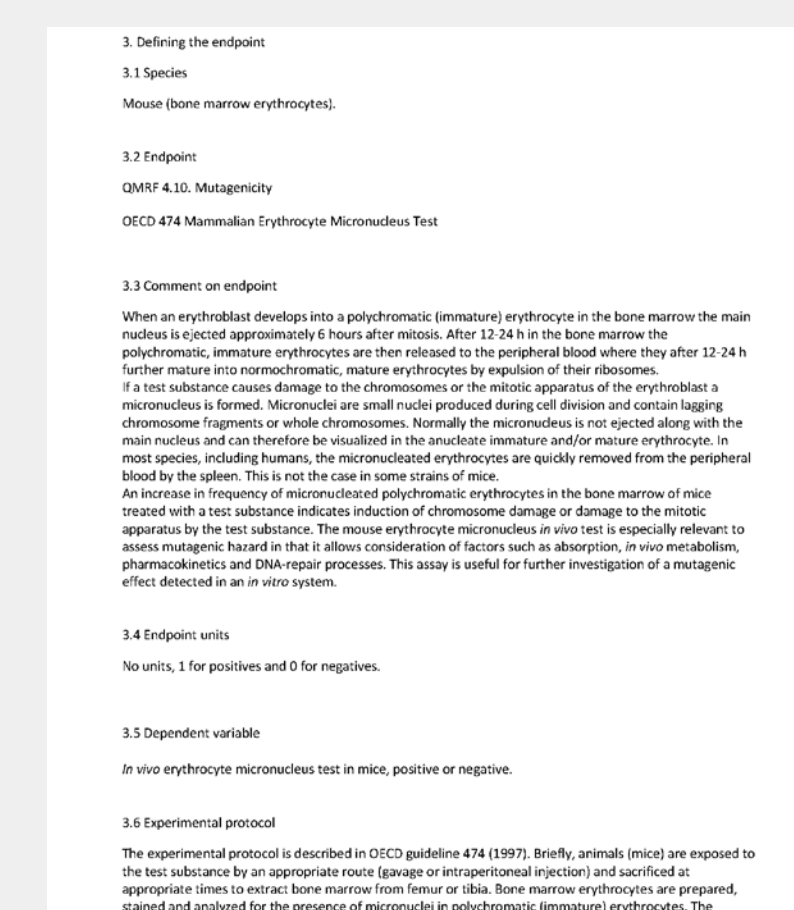 3. Defining the endpoint
3.1 Species
Mouse (bone marrow erythrocytes).
3.2 Endpoint
QMRF 4.10. Mutagenicity
OECD 474 Mammalian Erythrocyte Micronucleus Test
3.3 Comment on endpoint
When an erythroblast develops into a polychromatic (immature) erythrocyte in the bone marrow the main
nucleus is ejected approximately 6 hours after mitosis. After 12-24 h in the bone marrow the
polychromatic, immature erythrocytes are then released to the peripheral blood where they after 12-24 h
further mature into normochromatic, mature erythrocytes by expulsion of their ribosomes.
If a test substance causes damage to the chromosomes or the mitotic apparatus of the erythroblast a
micronucleus is formed. Micronuclei are small nuclei produced during cell division and contain lagging
chromosome fragments or whole chromosomes. Normally the micronucleus is not ejected along with the
main nucleus and can therefore be visualized in the anucleate immature and/or mature erythrocyte. In
most species, including humans, the micronucleated erythrocytes are quickly removed from the peripheral
blood by the spleen. This is not the case in some strains of mice.
An increase in frequency of micronucleated polychromatic erythrocytes in the bone marrow of mice
treated with a test substance indicates induction of chromosome damage or damage to the mitotic
apparatus by the test substance. The mouse erythrocyte micronucleus in vivo test is especially relevant to
assess mutagenic hazard in that it allows consideration of factors such as absorption, in vivo metabolism,
pharmacokinetics and DNA-repair processes. This assay is useful for further investigation of a mutagenic
effect detected in an in vitro system.
3.4 Endpoint units
No units, 1 for positives and 0 for negatives.
3.5 Dependent variable
In vivo erythrocyte micronucleus test in mice, positive or negative.
3.6 Experimental protocol
The experimental protocol is described in OECD guideline 474 (1997). Briefly, animals (mice) are exposed to
the test substance by an appropriate route (gavage or intraperitoneal injection) and sacrificed at
appropriate times to extract bone marrow from femur or tibia. Bone marrow erythrocytes are prepared,
stained and analyzed for the presence of micronuclei in polychromatic (immature) erythrocytes. The